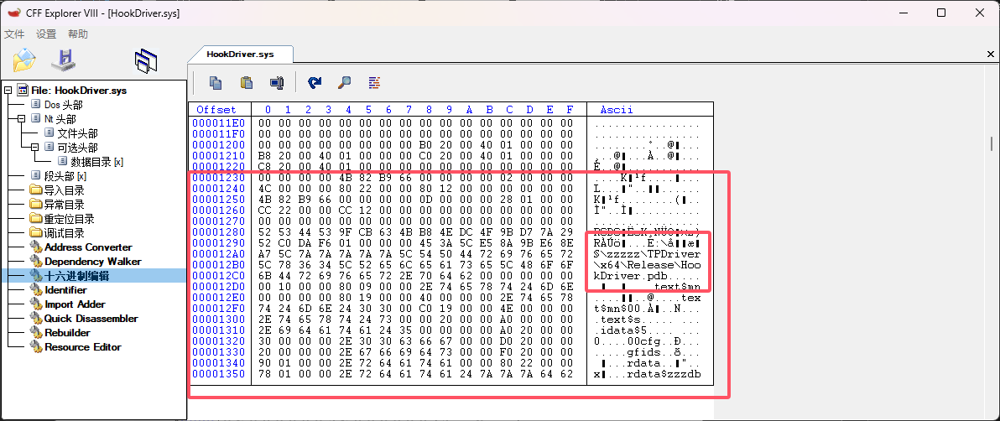 CFF Explorer VIII - [HookDriver.sys]
文件 设置 帮助
HookDriver.sys
File: HookDriver.sys
Dos 头部
Nt 头部
文件头部
可选头部
数据目录 [x]
段头部 [x]
导入目录
异常目录
重定位目录
调试目录
Address Converter
Dependency Walker
十六进制编辑
Identifier
Import Adder
Quick Disassembler
Rebuilder
Resource Editor
Offset 0 1 2 3 4 5 6 7 8 9 A B C D E F Ascii
000011E0 00 00 00 00 00 00 00 00 00 00 00 00 00 00 00 00 ................
000011F0 00 00 00 00 00 00 00 00 00 00 00 00 00 00 00 00 ................
00001200 00 00 00 00 00 00 00 00 B0 20 00 40 01 00 00 00
00001210 B8 20 00 40 01 00 00 00 C0 20 00 40 01 00 00 00
00001220 C8 20 00 40 01 00 00 00 00 00 00 00 00 00 00 00
00001230 00 00 00 00 4B 82 B9 66 00 00 00 00 02 00 00 00
00001240 4C 00 00 00 80 22 00 00 80 12 00 00 00 00 00 00
00001250 4B 82 B9 66 00 00 00 00 0D 00 00 00 28 01 00 00
00001260 CC 22 00 00 CC 12 00 00 00 00 00 00 00 00 00 00
00001270 00 00 00 00 00 00 00 00 00 00 00 00 00 00 00 00 ................
00001280 52 53 44 53 9F CB 63 4B B8 4E DC 4F 9B D7 7A 29
00001290 52 C0 DA F6 01 00 00 00 45 3A 5C E5 8A 9B E6 8E
000012A0 A7 5C 7A 7A 7A 7A 7A 5C 54 50 44 72 69 76 65 72 §\zzzzz\TPDriver
000012B0 5C 78 36 34 5C 52 65 6C 65 61 73 65 5C 48 6F 6F \x64\Release\Hoo
000012C0 6B 44 72 69 76 65 72 2E 70 64 62 00 00 00 00 00 kDriver.pdb.....
000012D0 00 10 00 00 80 09 00 00 2E 74 65 78 74 24 6D 6E .text$mn
000012E0 00 00 00 00 80 19 00 00 40 00 00 00 2E 74 65 78 @....tex
000012F0 74 24 6D 6E 24 30 30 00 C0 19 00 00 4E 00 00 00 t$mn$00.À
00001300 2E 74 65 78 74 24 73 00 00 20 00 00 A0 00 00 00 .text$s.
00001310 2E 69 64 61 74 61 24 35 00 00 00 00 A0 20 00 00 .idata$5
00001320 30 00 00 00 2E 30 30 63 66 67 00 00 D0 20 00 00 0....00cfg..Ð
00001330 20 00 00 00 2E 67 66 69 64 73 00 00 F0 20 00 00 .gfids..ð
00001340 90 01 00 00 2E 72 64 61 74 61 00 00 80 22 00 00 .rdata
00001350 78 01 00 00 2E 72 64 61 74 61 24 7A 7A 7A 64 62 .rdata$zzzdb